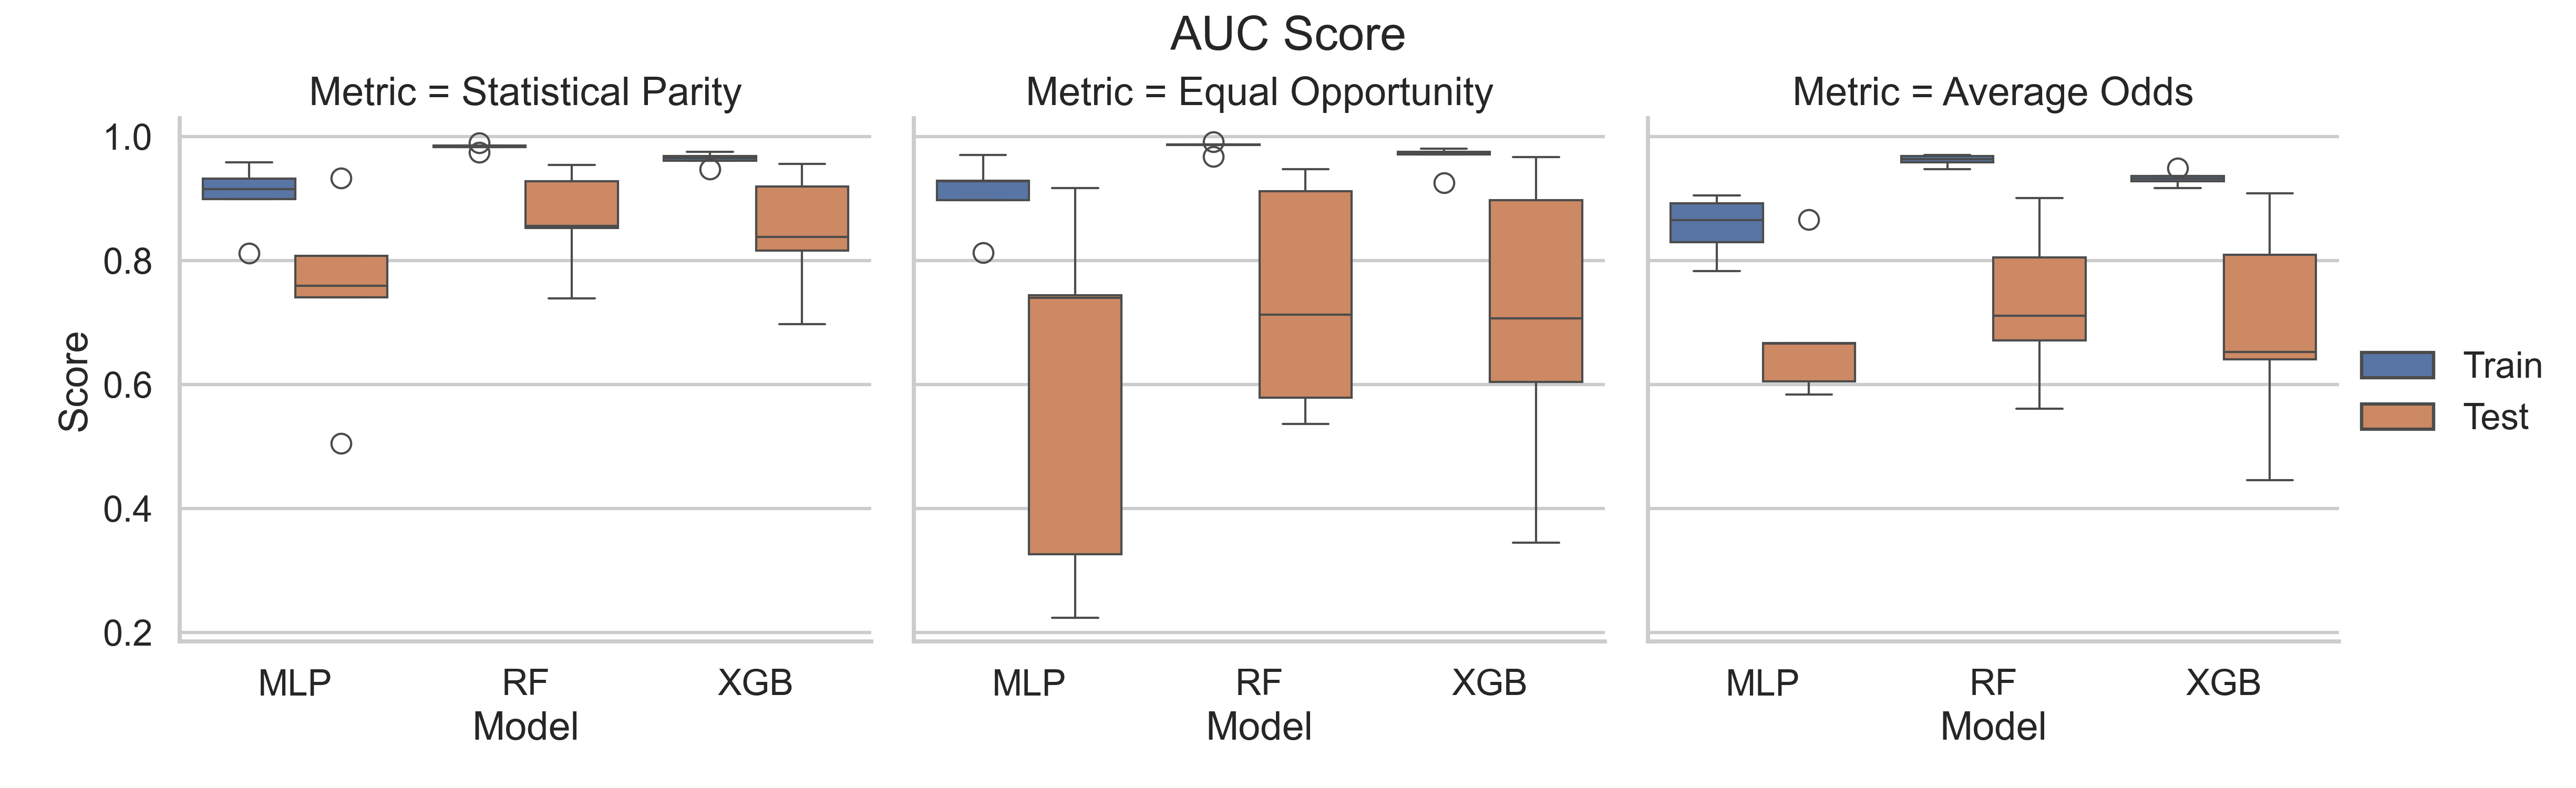 AUC Score
Metric = Statistical Parity
Metric = Equal Opportunity
Metric = Average Odds
1.0
0.8
0.6
0.4
0.2
Score
MLP
RF
XGB
Model
MLP
RF
XGB
Model
MLP
RF
XGB
Model
Train
Test